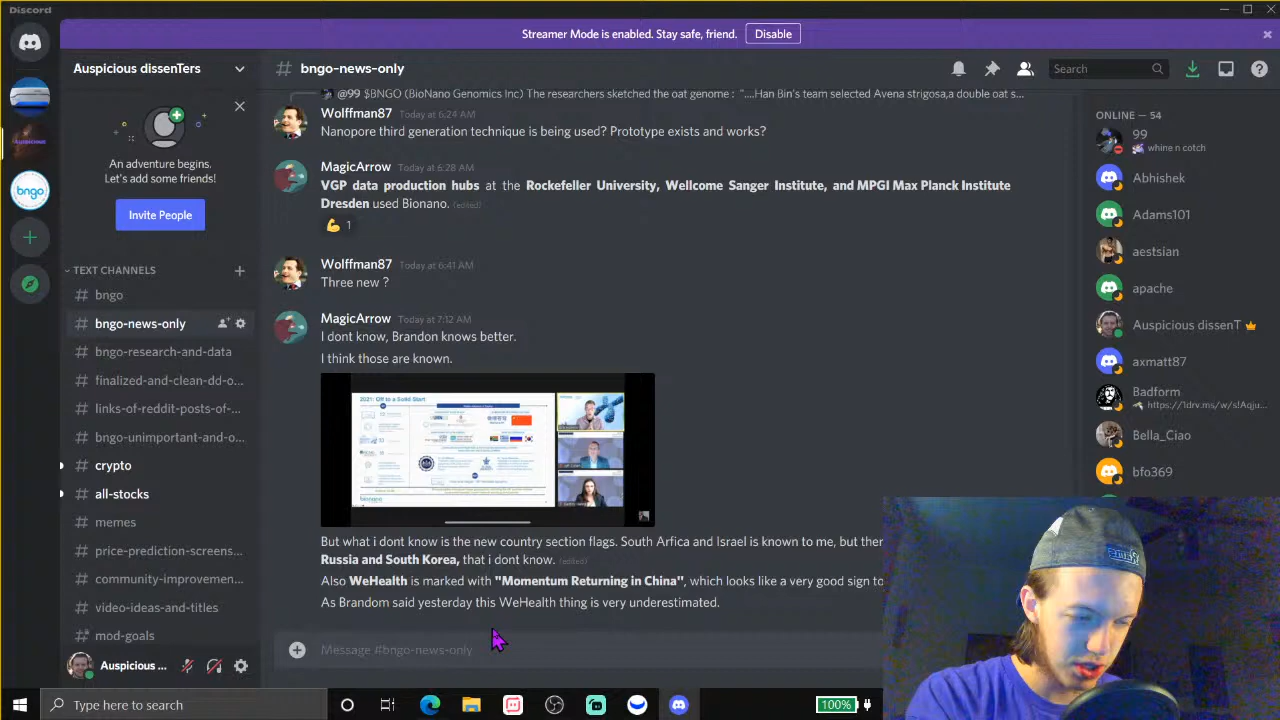 Discord
Streamer Mode is enabled. Stay safe, friend. Disable
Auspicious dissenTers
# bngo-news-only
Search
@99 $BNGO (BioNano Genomics Inc) The researchers sketched the oat genome : "....Han Bin's team selected Avena strigosa,a double oat s...
An adventure begins.
Let's add some friends!
Invite People
bngo
TEXT CHANNELS
# bngo
# bngo-news-only
# bngo-research-and-data
# finalized-and-clean-dd-o...
# bngo-unimportant-and-o...
# crypto
# all-stocks
# memes
# price-prediction-screens...
# community-improvemen...
# video-ideas-and-titles
# mod-goals
Auspicious ...
Wolffman87 Today at 6:24 AM
Nanopore third generation technique is being used? Prototype exists and works?
MagicArrow Today at 6:28 AM
VGP data production hubs at the Rockefeller University, Wellcome Sanger Institute, and MPGI Max Planck Institute
Dresden used Bionano. (edited)
1
Wolffman87 Today at 6:41 AM
Three new ?
MagicArrow Today at 7:12 AM
I dont know, Brandon knows better.
I think those are known.
2021: Off to a Solid Start
But what i dont know is the new country section flags. South Arfica and Israel is known to me, but
Russia and South Korea, that i dont know. (edited)
Also WeHealth is marked with "Momentum Returning in China", which looks like a very good sign to
As Brandom said yesterday this WeHealth thing is very underestimated.
Message #bngo-news-only
ONLINE — 54
99
whine n cotch
Abhishek
Adams101
aestsian
apache
Auspicious dissenT
axmatt87
Badform
Bella_Ciao
bfo369
Type here to search
100%